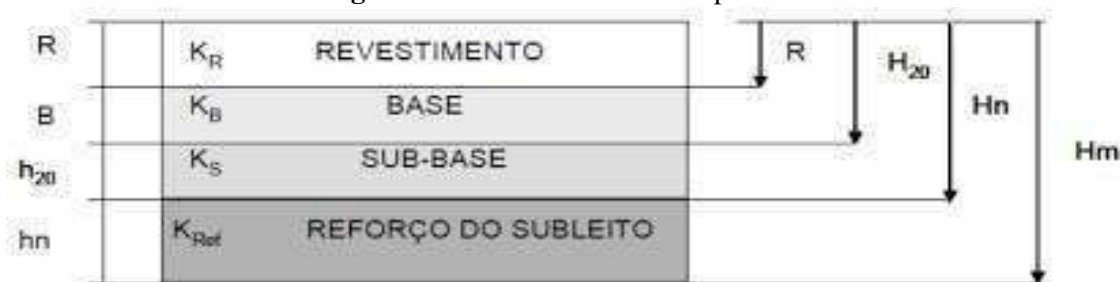 R K_R REVESTIMENTO R H_20
B K_B BASE Hn
h_20 K_S SUB-BASE Hm
hn K_Ref REFORÇO DO SUBLEITO